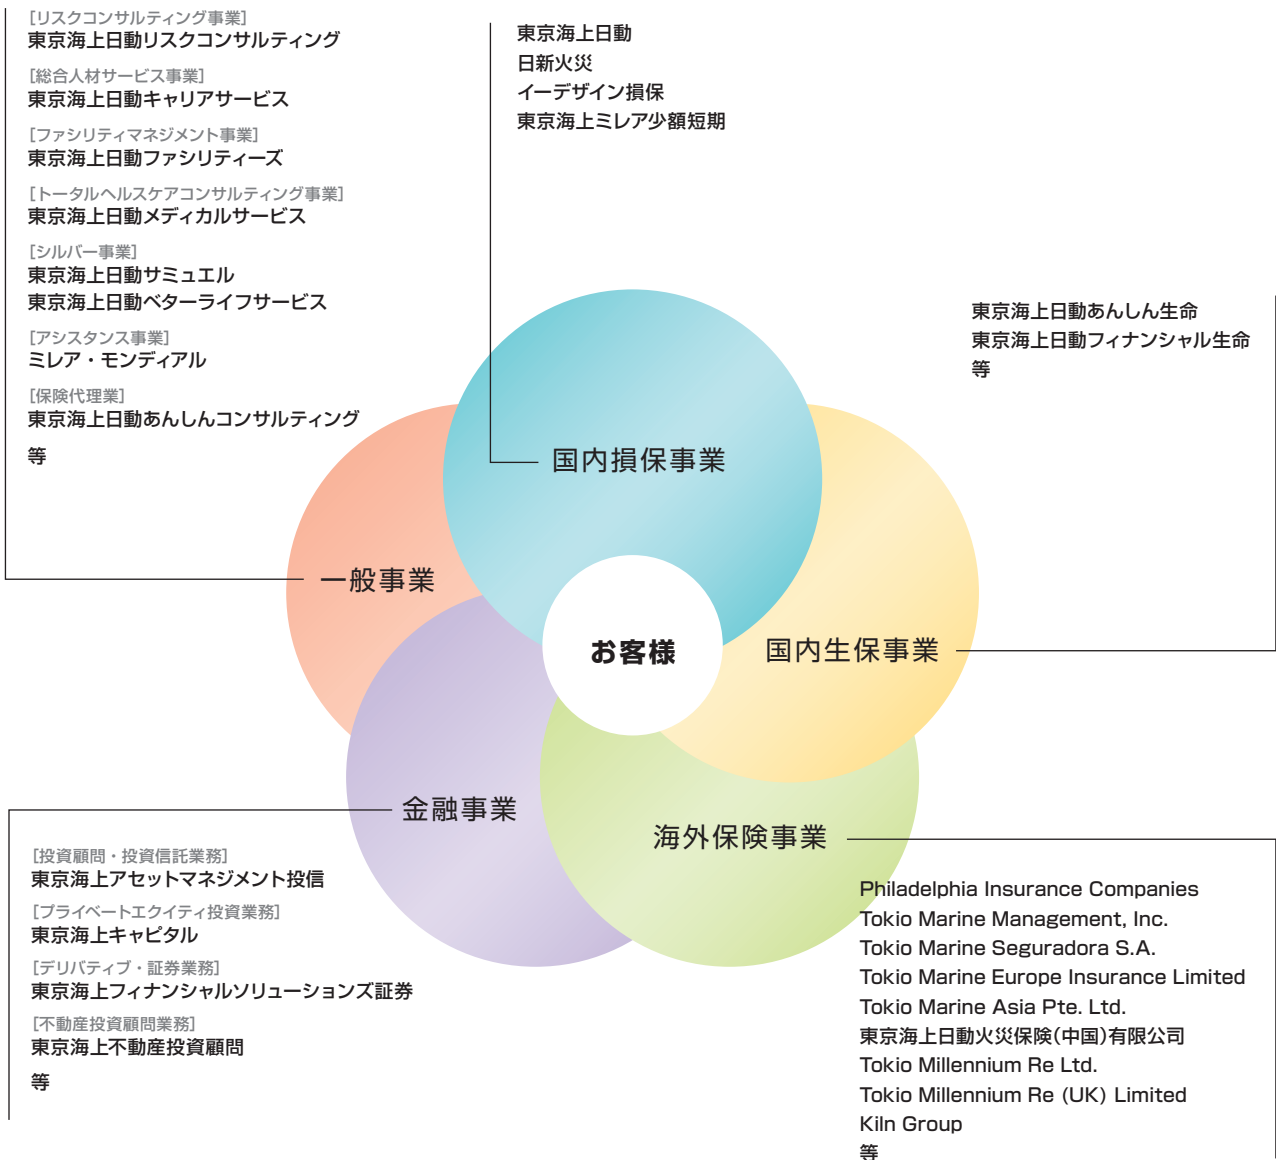 [リスクコンサルティング事業]
東京海上日動リスクコンサルティング
[総合人材サービス事業]
東京海上日動キャリアサービス
[ファシリティマネジメント事業]
東京海上日動ファシリティーズ
[トータルヘルスケアコンサルティング事業]
東京海上日動メディカルサービス
[シルバー事業]
東京海上日動サミュエル
東京海上日動ベターライフサービス
[アシスタンス事業]
ミレア・モンディアル
[保険代理業]
東京海上日動あんしんコンサルティング
等
東京海上日動
日新火災
イーデザイン損保
東京海上ミレア少額短期
東京海上日動あんしん生命
東京海上日動フィナンシャル生命
等
国内損保事業
一般事業
お客様
国内生保事業
金融事業
海外保険事業
[投資顧問・投資信託業務]
東京海上アセットマネジメント投信
[プライベートエクイティ投資業務]
東京海上キャピタル
[デリバティブ・証券業務]
東京海上フィナンシャルソリューションズ証券
[不動産投資顧問業務]
東京海上不動産投資顧問
等
Philadelphia Insurance Companies
Tokio Marine Management, Inc.
Tokio Marine Seguradora S.A.
Tokio Marine Europe Insurance Limited
Tokio Marine Asia Pte. Ltd.
東京海上日動火災保険(中国)有限公司
Tokio Millennium Re Ltd.
Tokio Millennium Re (UK) Limited
Kiln Group
等